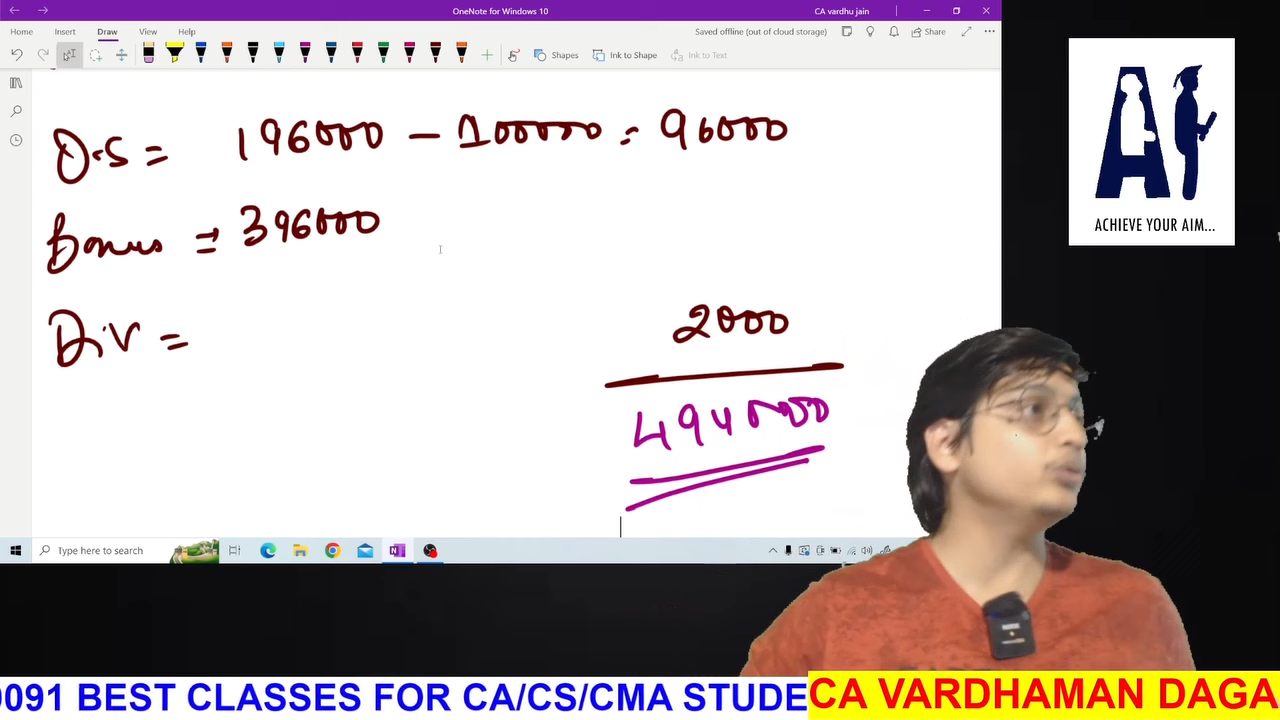 OneNote for Windows 10
CA vardhu jain
Home Insert Draw View Help
Saved offline (out of cloud storage) Share
Shapes Ink to Shape Ink to Text
O.S = 196000 - 100000 = 96000
Bonus = 396000
Div =
2000
4940000
Type here to search
ACHIEVE YOUR AIM...
0091 BEST CLASSES FOR CA/CS/CMA STUDE
CA VARDHAMAN DAGA